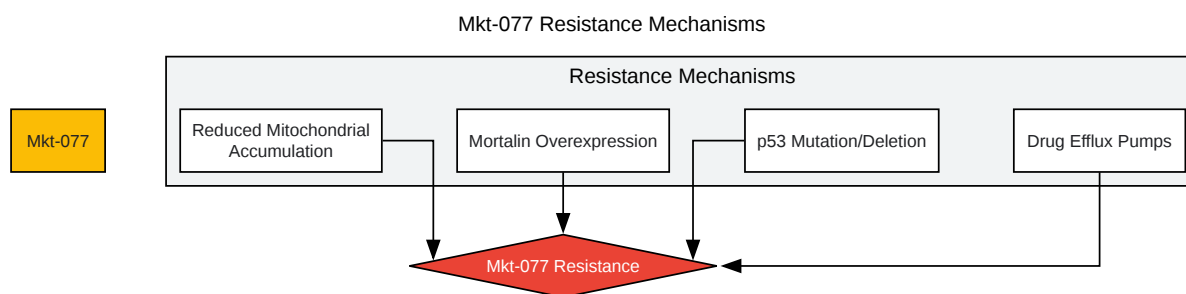 Mkt-077 Resistance Mechanisms
Resistance Mechanisms
Mkt-077
Reduced Mitochondrial
Accumulation
Mortalin Overexpression
p53 Mutation/Deletion
Drug Efflux Pumps
Mkt-077 Resistance